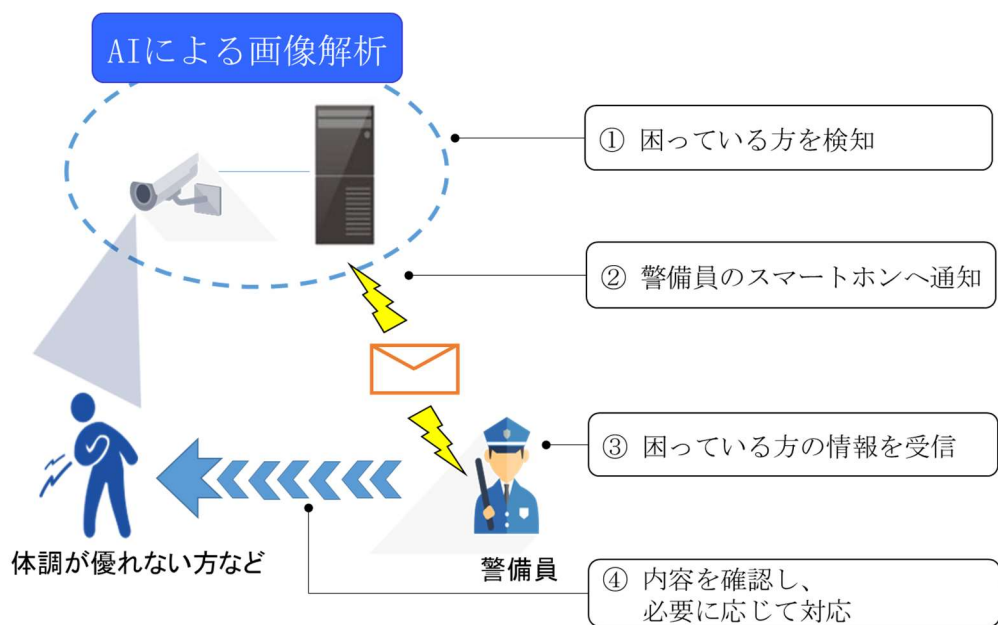 AIによる画像解析
① 困っている方を検知
② 警備員のスマートホンへ通知
③ 困っている方の情報を受信
体調が優れない方など
警備員
④ 内容を確認し、
必要に応じて対応